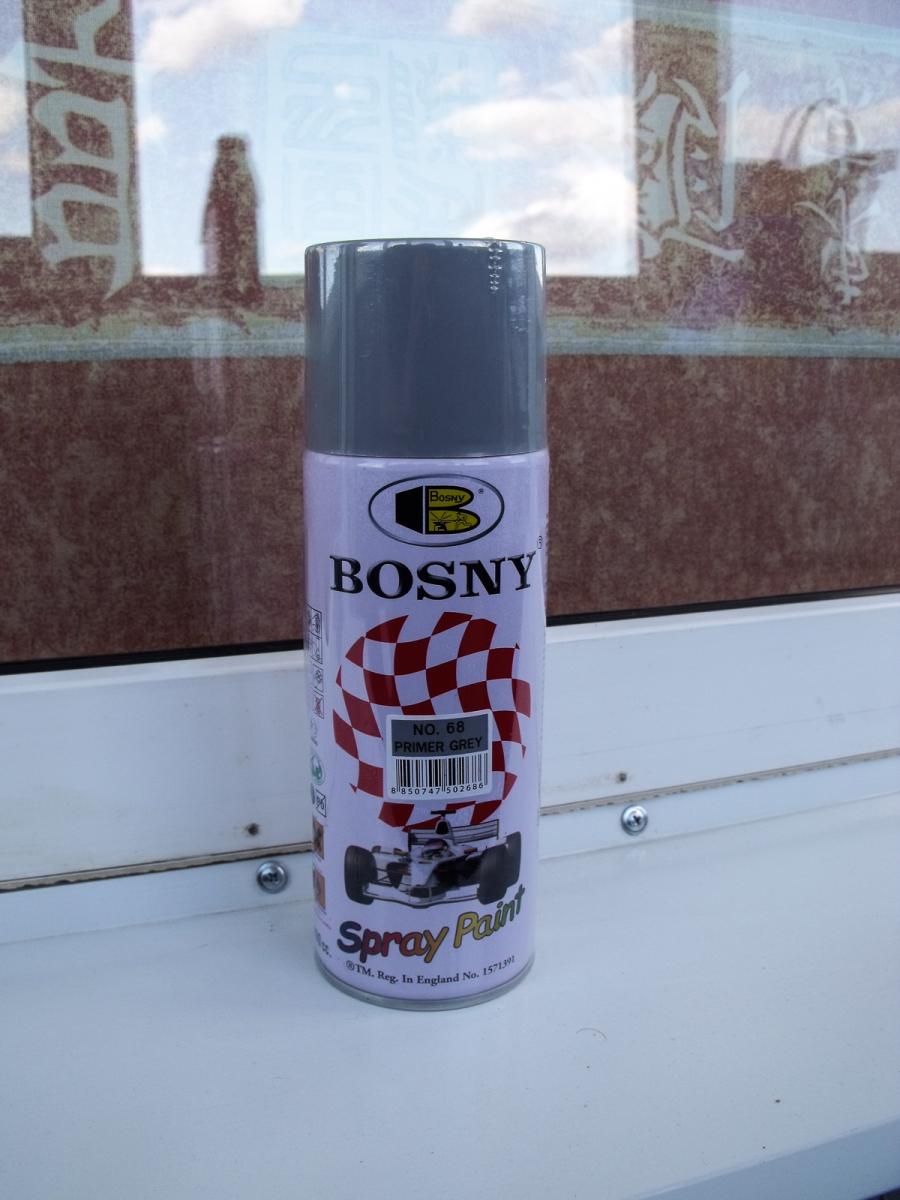 BOSNY
®
BOSNY
®
NO. 68
PRIMER GREY
8 850747 502686
Spray Paint
®TM. Reg. In England No. 1571391